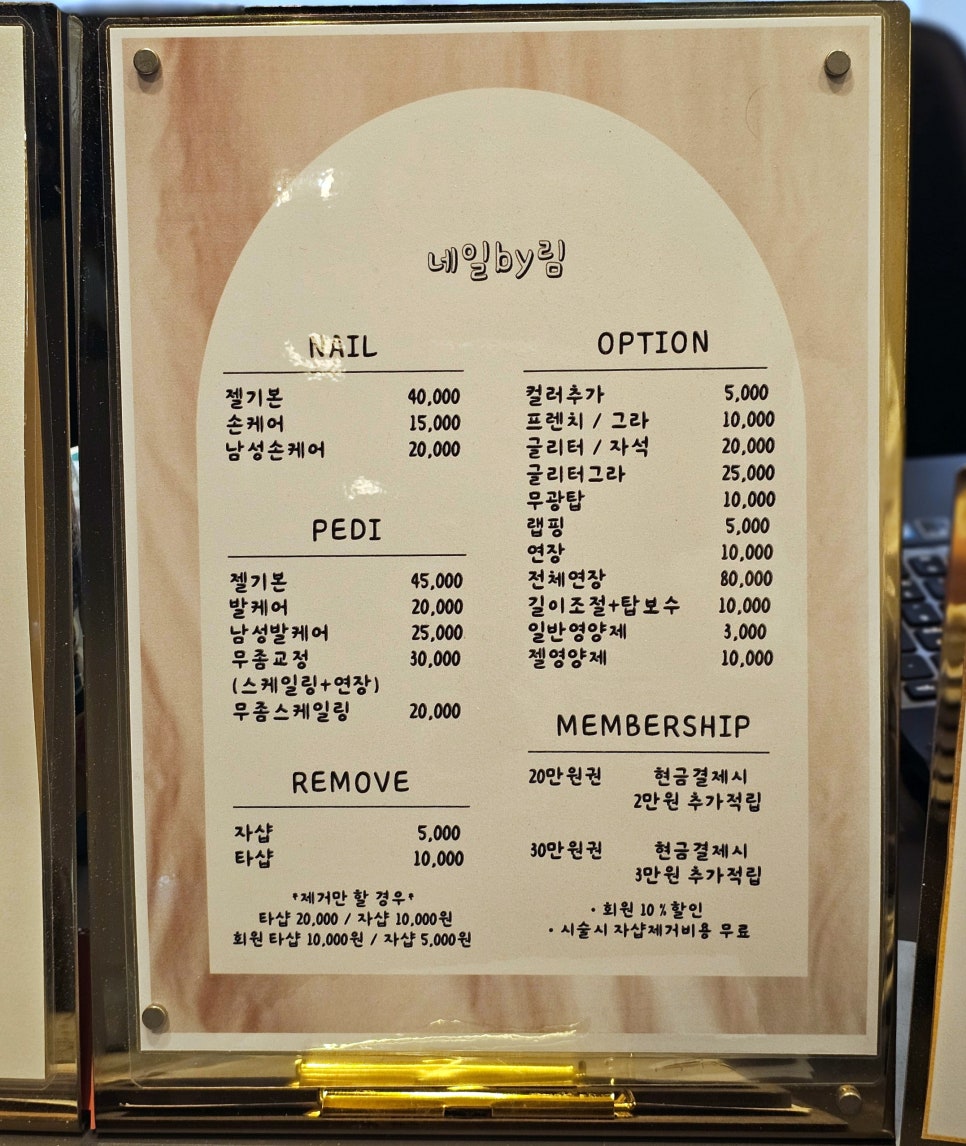 네일by림
NAIL
젤기본 40,000
손케어 15,000
남성손케어 20,000
PEDI
젤기본 45,000
발케어 20,000
남성발케어 25,000
무좀교정 30,000
(스케일링+연장)
무좀스케일링 20,000
REMOVE
자샵 5,000
타샵 10,000
*제거만 할 경우*
타샵 20,000 / 자샵 10,000원
회원 타샵 10,000원 / 자샵 5,000원
OPTION
컬러추가 5,000
프렌치 / 그라 10,000
글리터 / 자석 20,000
글리터그라 25,000
무광탑 10,000
랩핑 5,000
연장 10,000
전체연장 80,000
길이조절+탑보수 10,000
일반영양제 3,000
젤영양제 10,000
MEMBERSHIP
20만원권 현금결제시
2만원 추가적립
30만원권 현금결제시
3만원 추가적립
• 회원 10%할인
• 시술시 자샵제거비용 무료